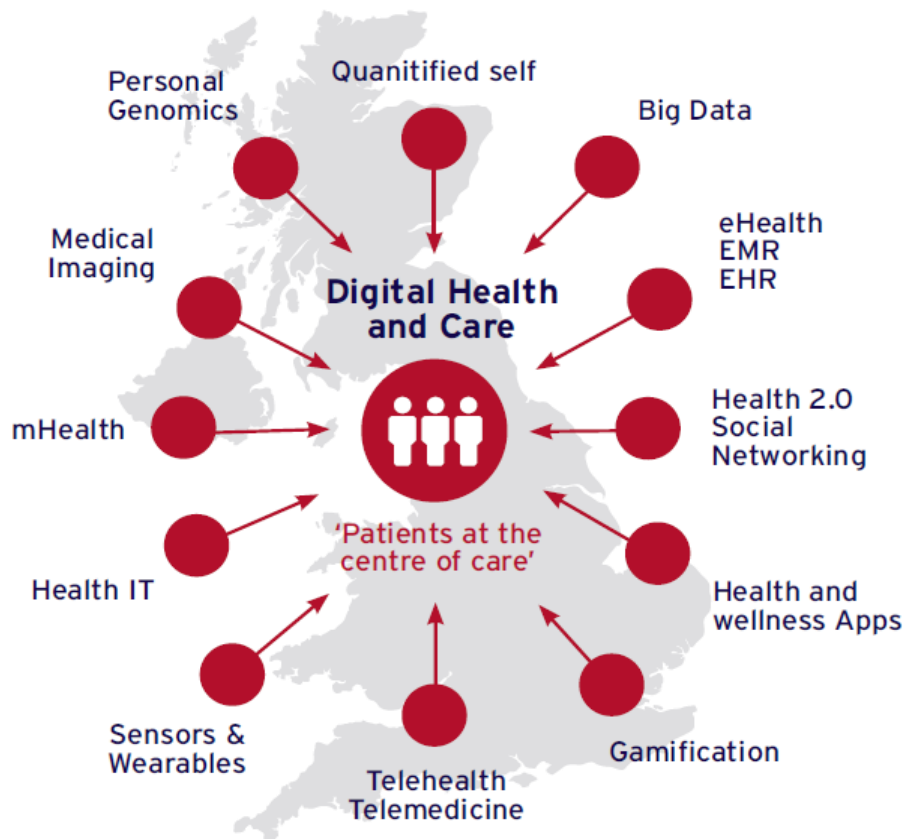 Personal
Genomics
Quanitified self
Big Data
Medical
Imaging
eHealth
EMR
EHR
Digital Health
and Care
mHealth
Health 2.0
Social
Networking
'Patients at the
centre of care'
Health IT
Health and
wellness Apps
Sensors &
Wearables
Telehealth
Telemedicine
Gamification